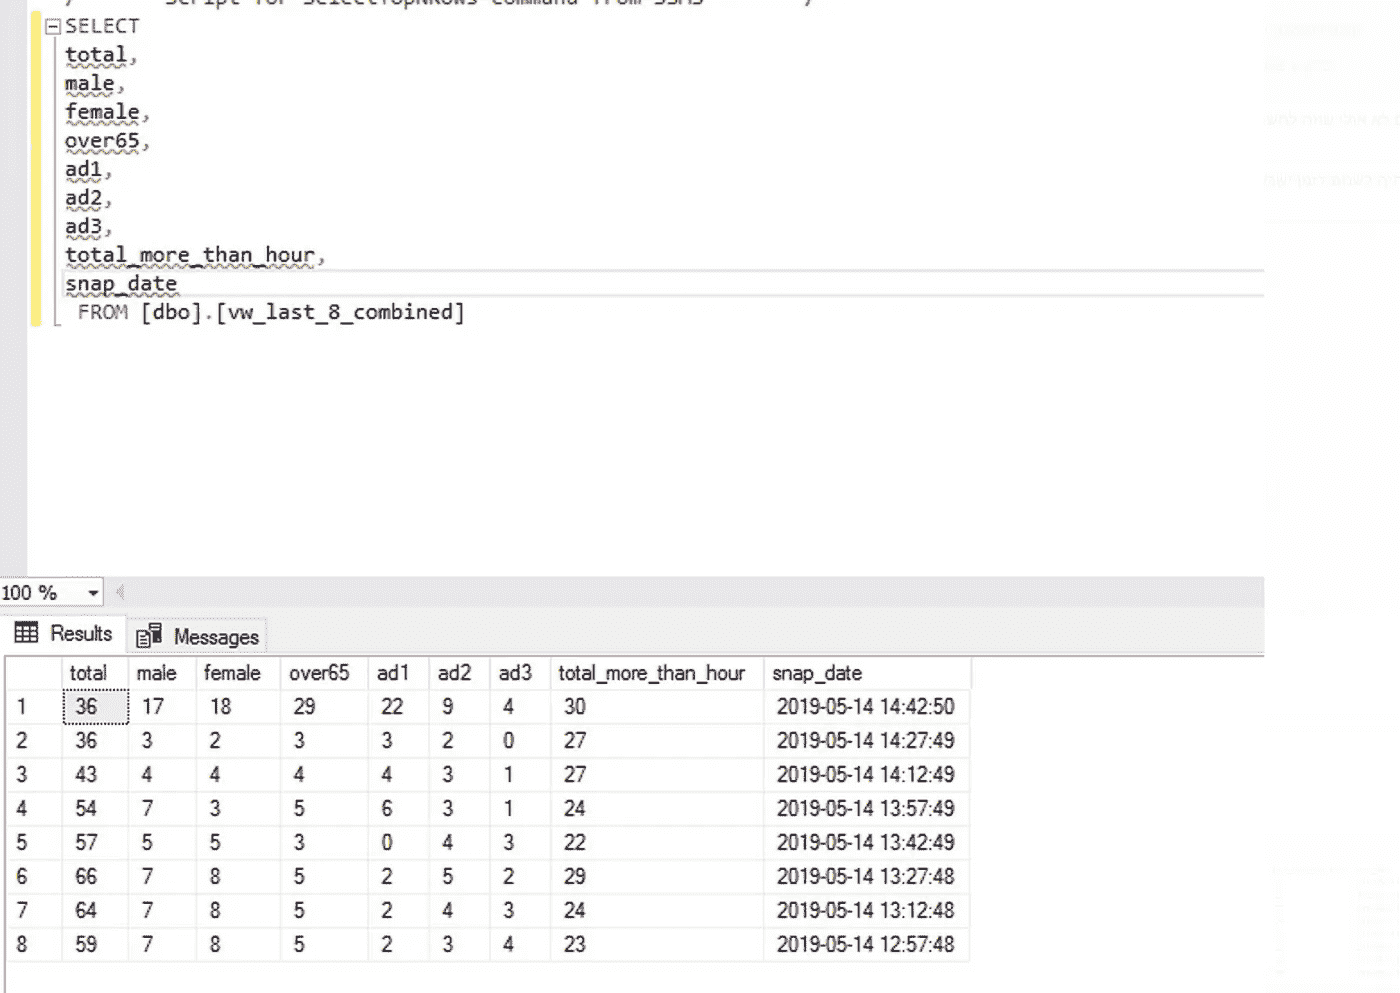 Script for SelectTopNRows command from SSMS
SELECT
total,
male,
female,
over65,
ad1,
ad2,
ad3,
total_more_than_hour,
snap_date
FROM [dbo].[vw_last_8_combined]
100 %
Results Messages
total male female over65 ad1 ad2 ad3 total_more_than_hour snap_date
1 36 17 18 29 22 9 4 30 2019-05-14 14:42:50
2 36 3 2 3 3 2 0 27 2019-05-14 14:27:49
3 43 4 4 4 4 3 1 27 2019-05-14 14:12:49
4 54 7 3 5 6 3 1 24 2019-05-14 13:57:49
5 57 5 5 3 0 4 3 22 2019-05-14 13:42:49
6 66 7 8 5 2 5 2 29 2019-05-14 13:27:48
7 64 7 8 5 2 4 3 24 2019-05-14 13:12:48
8 59 7 8 5 2 3 4 23 2019-05-14 12:57:48